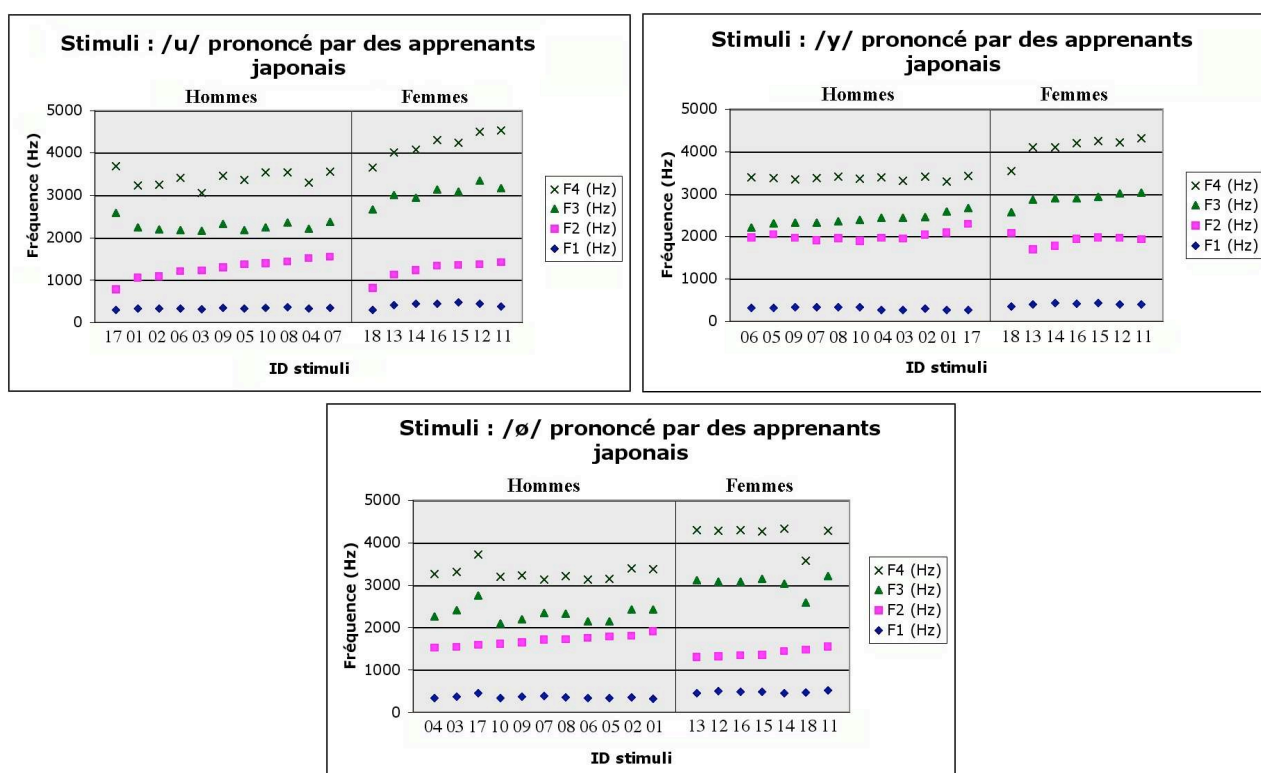 Stimuli : /u/ prononcé par des apprenants
japonais
Hommes Femmes
5000
4000
3000
2000
1000
0
Fréquence (Hz)
17 01 02 06 03 09 05 10 08 04 07 18 13 14 16 15 12 11
ID stimuli
F4 (Hz)
F3 (Hz)
F2 (Hz)
F1 (Hz)
Stimuli : /y/ prononcé par des apprenants
japonais
Hommes Femmes
5000
4000
3000
2000
1000
0
Fréquence (Hz)
06 05 09 07 08 10 04 03 02 01 17 18 13 14 16 15 12 11
ID stimuli
F4 (Hz)
F3 (Hz)
F2 (Hz)
F1 (Hz)
Stimuli : /ø/ prononcé par des apprenants
japonais
Hommes Femmes
5000
4000
3000
2000
1000
0
Fréquence (Hz)
04 03 17 10 09 07 08 06 05 02 01 13 12 16 15 14 18 11
ID stimuli
F4 (Hz)
F3 (Hz)
F2 (Hz)
F1 (Hz)